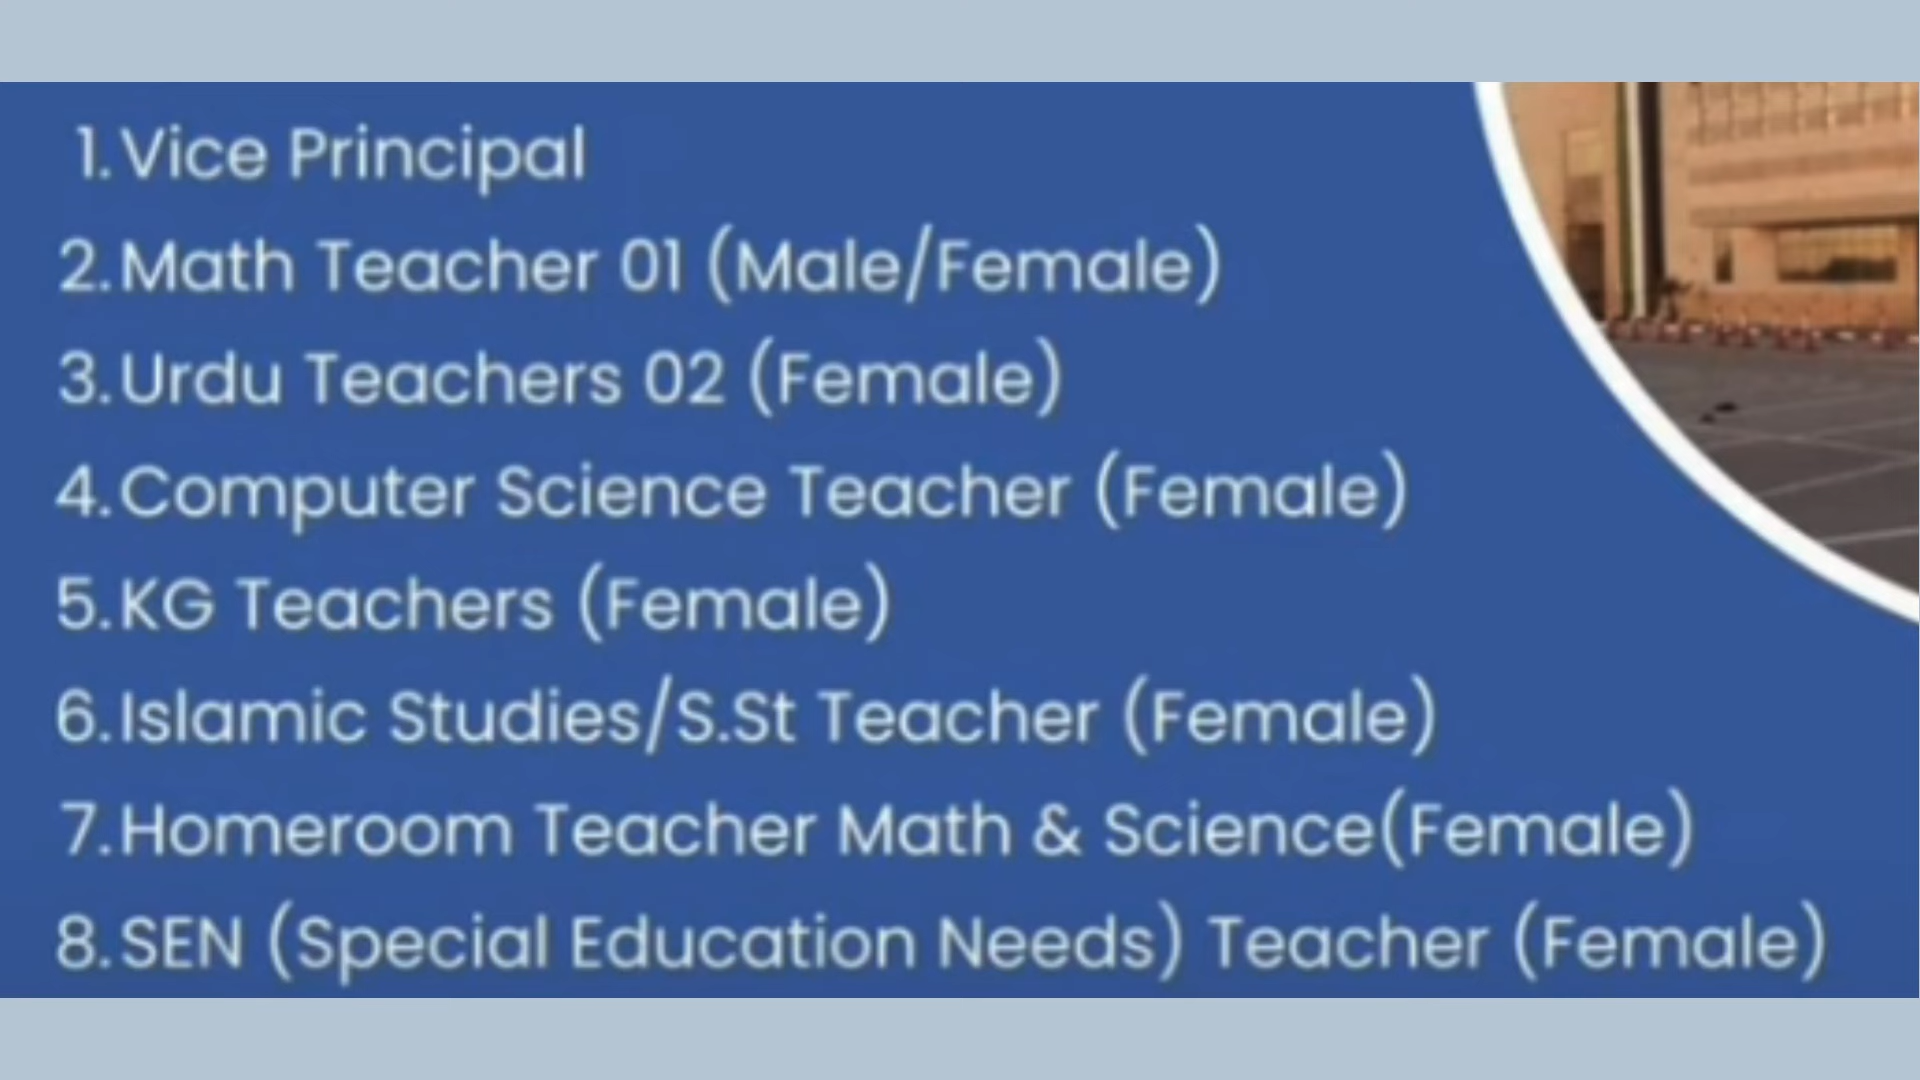 1. Vice Principal
2. Math Teacher 01 (Male/Female)
3. Urdu Teachers 02 (Female)
4. Computer Science Teacher (Female)
5. KG Teachers (Female)
6. Islamic Studies/S.St Teacher (Female)
7. Homeroom Teacher Math & Science(Female)
8. SEN (Special Education Needs) Teacher (Female)